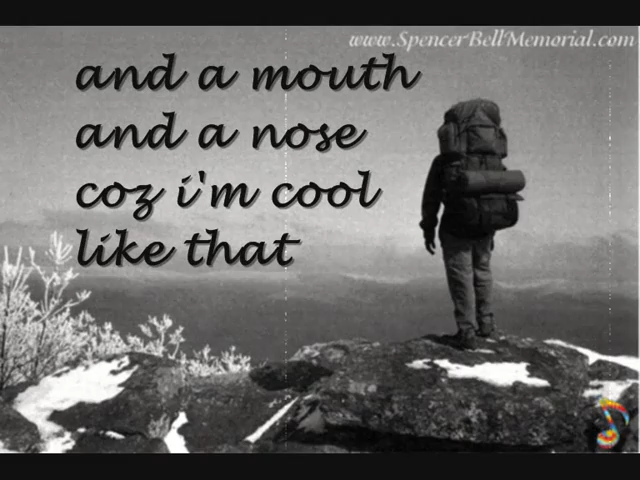 www.SpencerBellMemorial.com
and a mouth
and a nose
coz i'm cool
like that